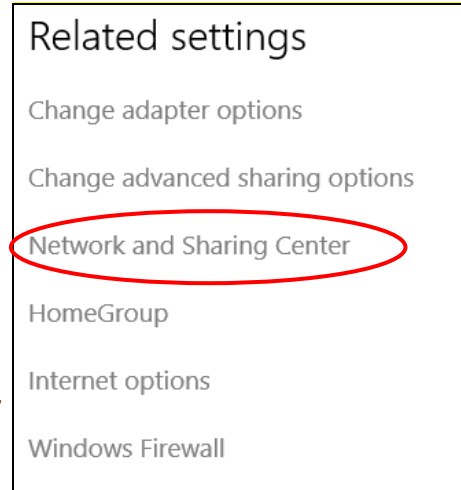 Related settings
Change adapter options
Change advanced sharing options
Network and Sharing Center
HomeGroup
Internet options
Windows Firewall